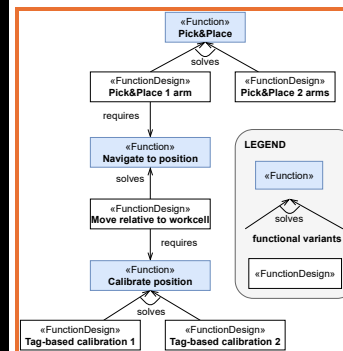 «Function»
Pick&Place
solves
«FunctionDesign»
Pick&Place 1 arm
«FunctionDesign»
Pick&Place 2 arms
requires
«Function»
Navigate to position
solves
«FunctionDesign»
Move relative to workcell
requires
«Function»
Calibrate position
solves
«FunctionDesign»
Tag-based calibration 1
«FunctionDesign»
Tag-based calibration 2
LEGEND
«Function»
solves
functional variants
«FunctionDesign»